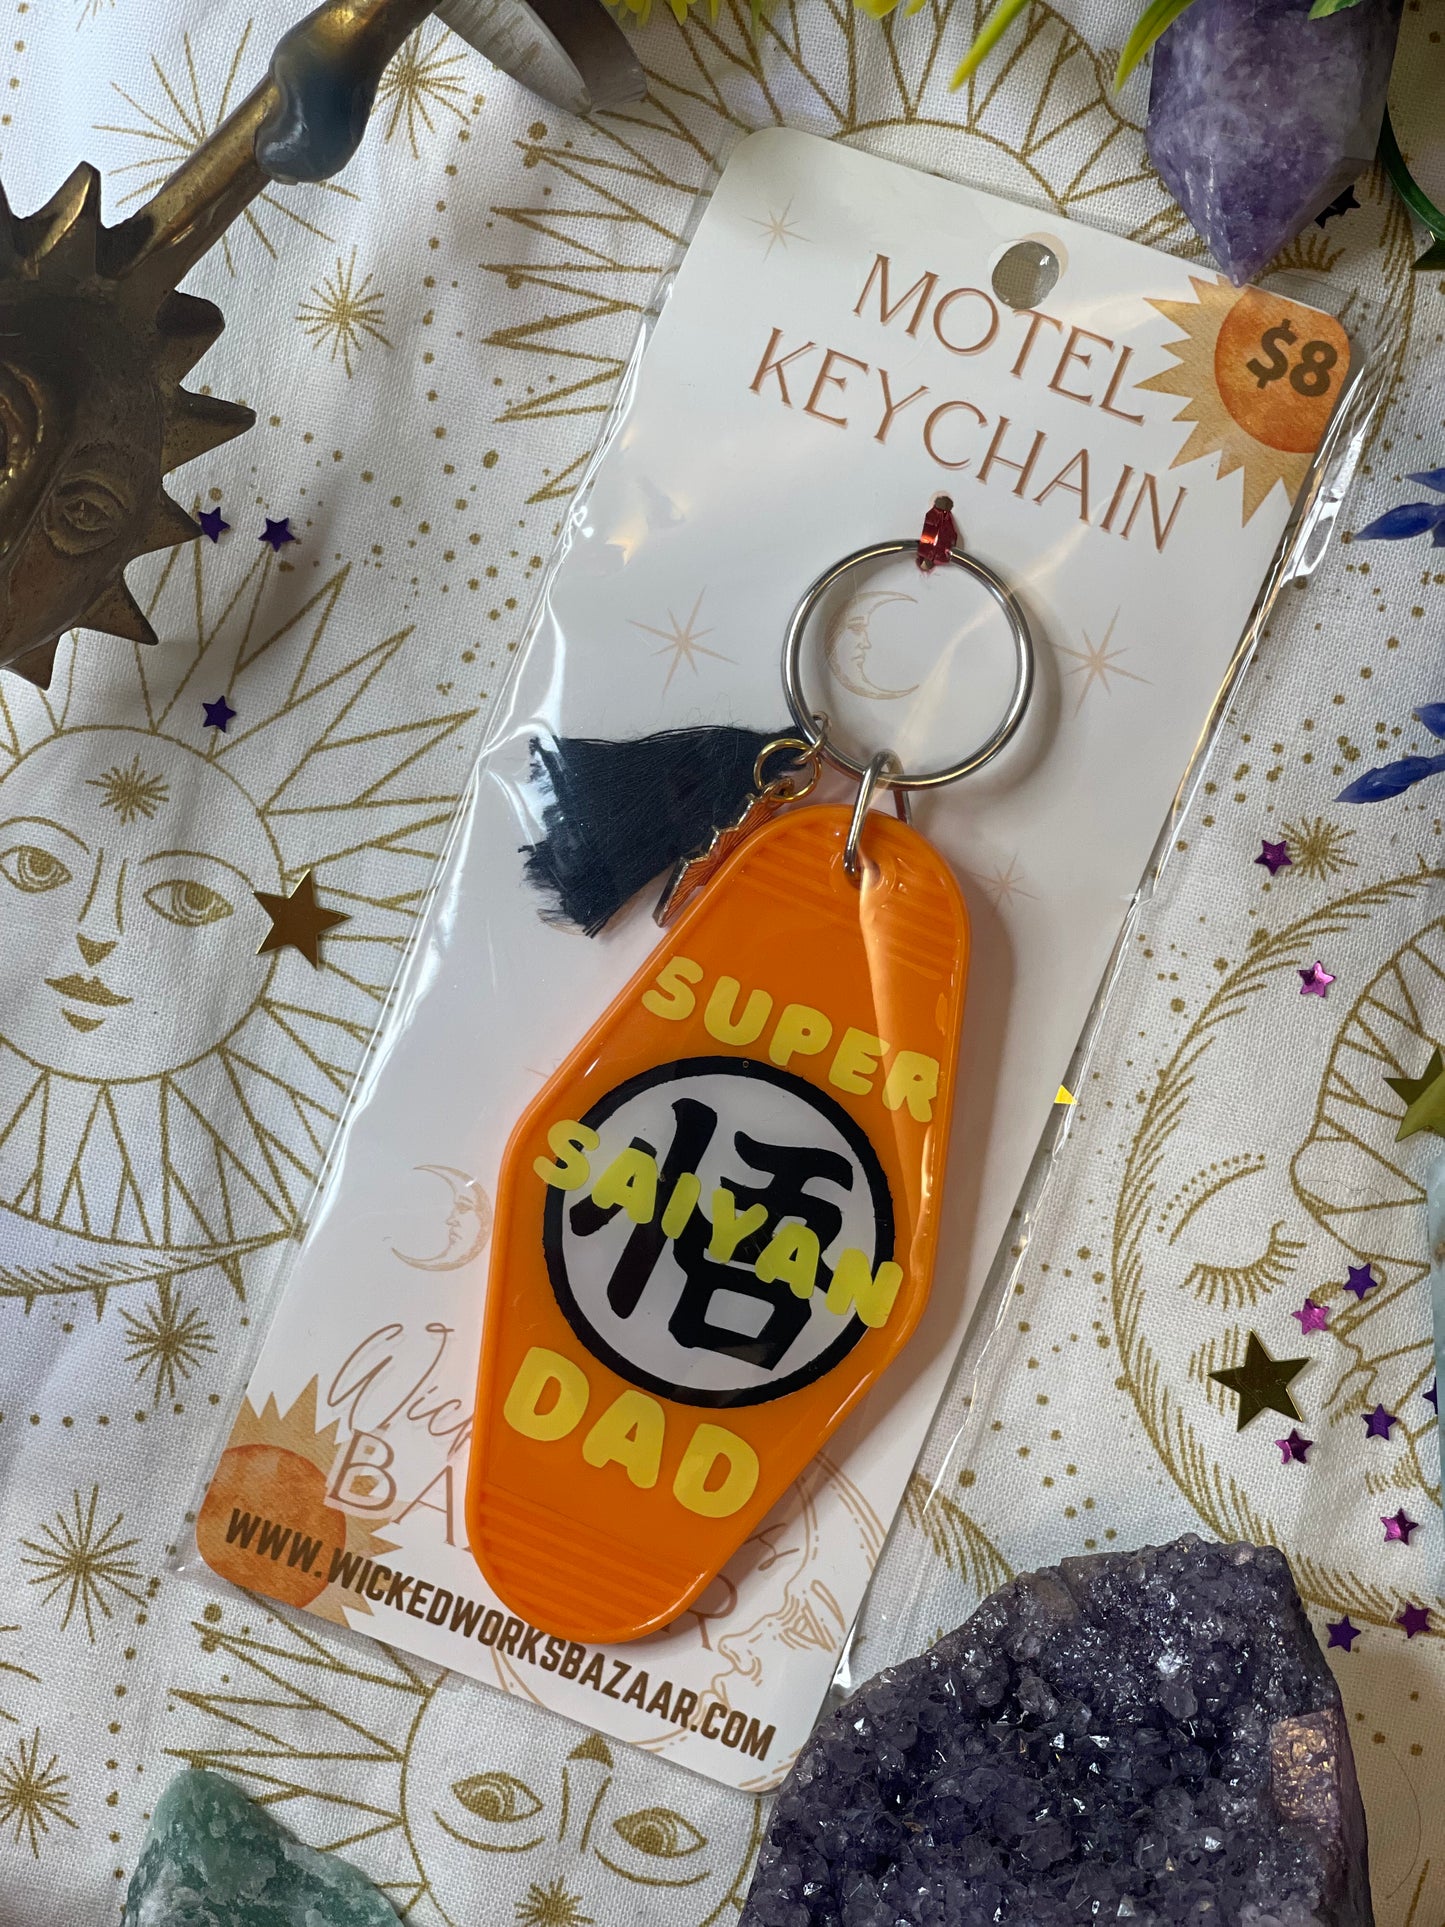 MOTEL
KEYCHAIN
$8
SUPER
悟
SAIYAN
DAD
WWW.WICKEDWORKSBAZAAR.COM